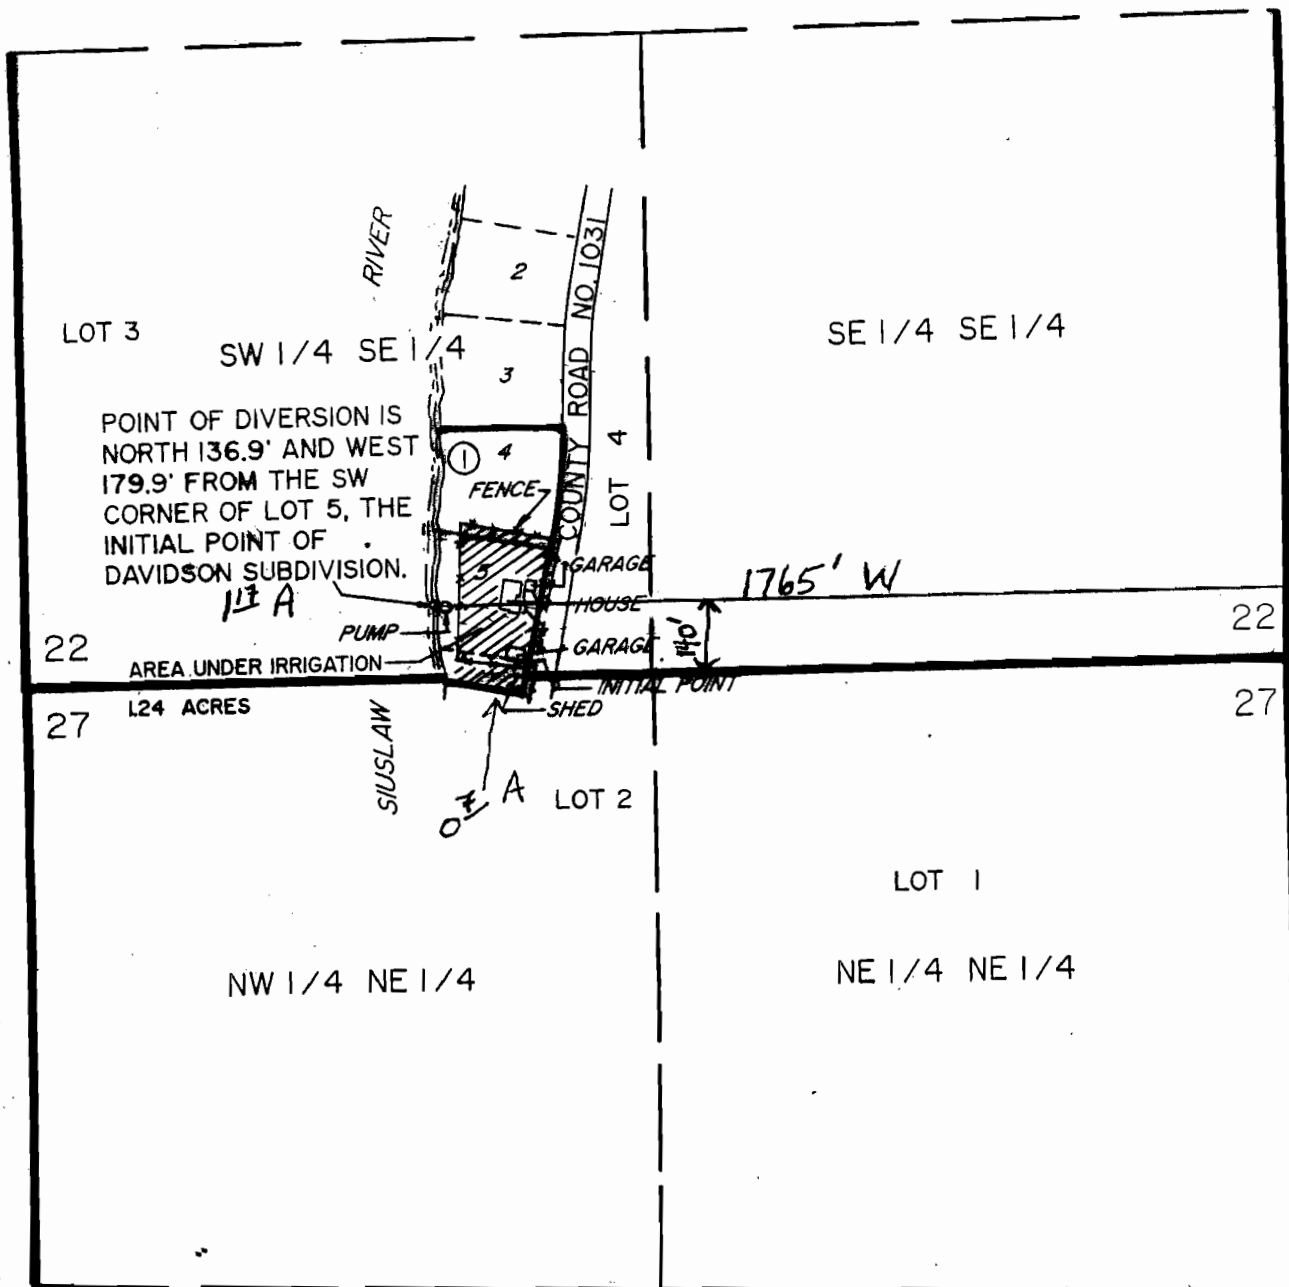 RIVER
2
COUNTY ROAD NO. 1031
LOT 3
SW 1/4 SE 1/4
SE 1/4 SE 1/4
3
POINT OF DIVERSION IS
NORTH 136.9' AND WEST
179.9' FROM THE SW
CORNER OF LOT 5, THE
INITIAL POINT OF
DAVIDSON SUBDIVISION.
1
4
LOT 4
FENCE
5
GARAGE
1765' W
1 17 A
HOUSE
PUMP
140'
22
22
GARAGE
AREA UNDER IRRIGATION
INITIAL POINT
1.24 ACRES
SHED
27
27
SIUSLAW
0 7 A
LOT 2
LOT 1
NW 1/4 NE 1/4
NE 1/4 NE 1/4